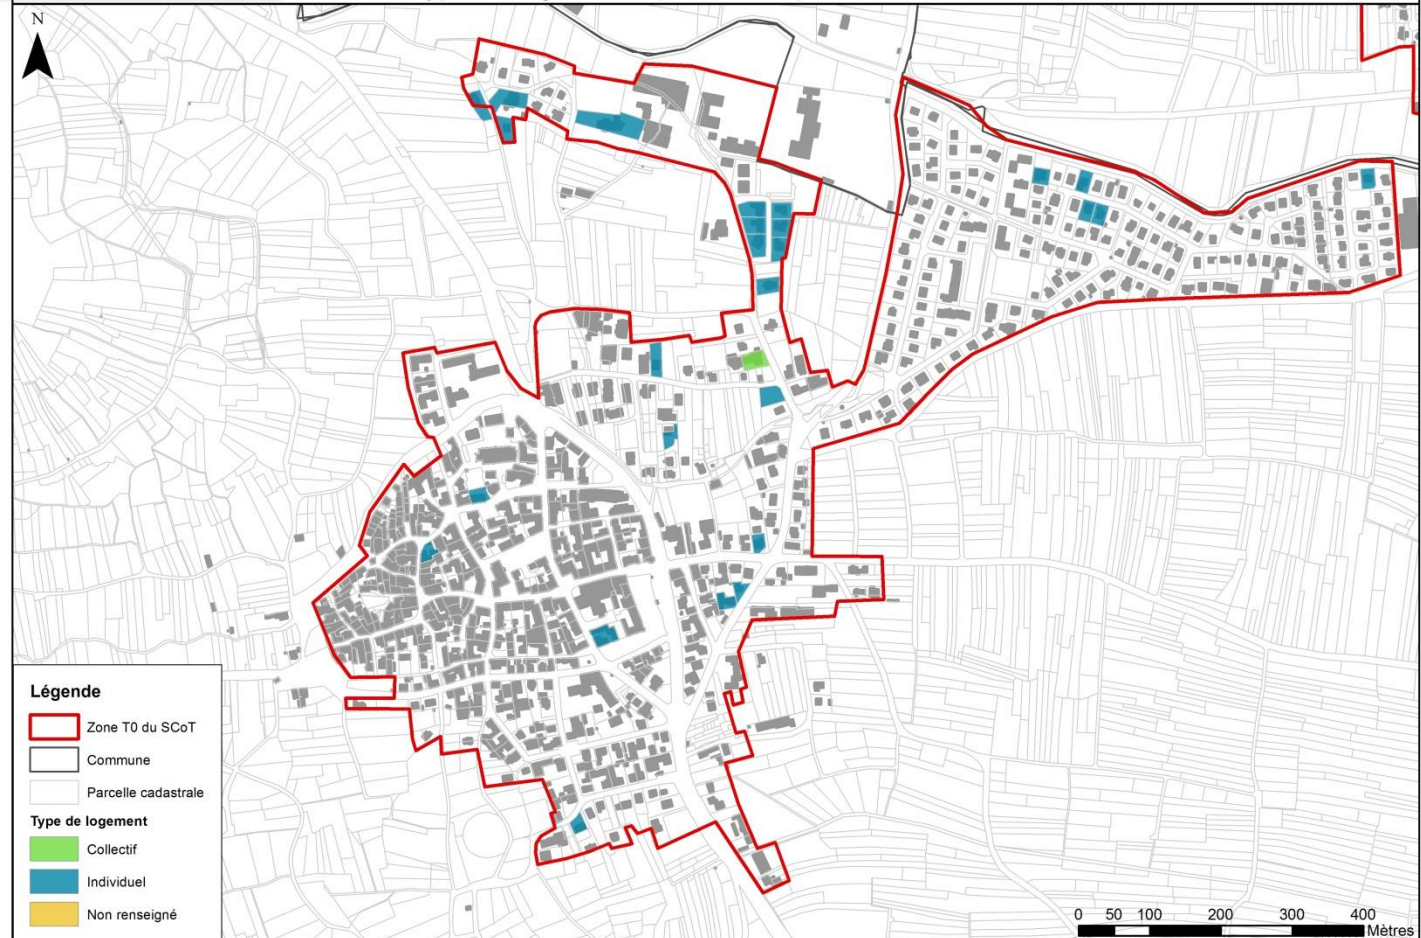 N
Légende
Zone T0 du SCoT
Commune
Parcelle cadastrale
Type de logement
Collectif
Individuel
Non renseigné
0 50 100 200 300 400
Mètres